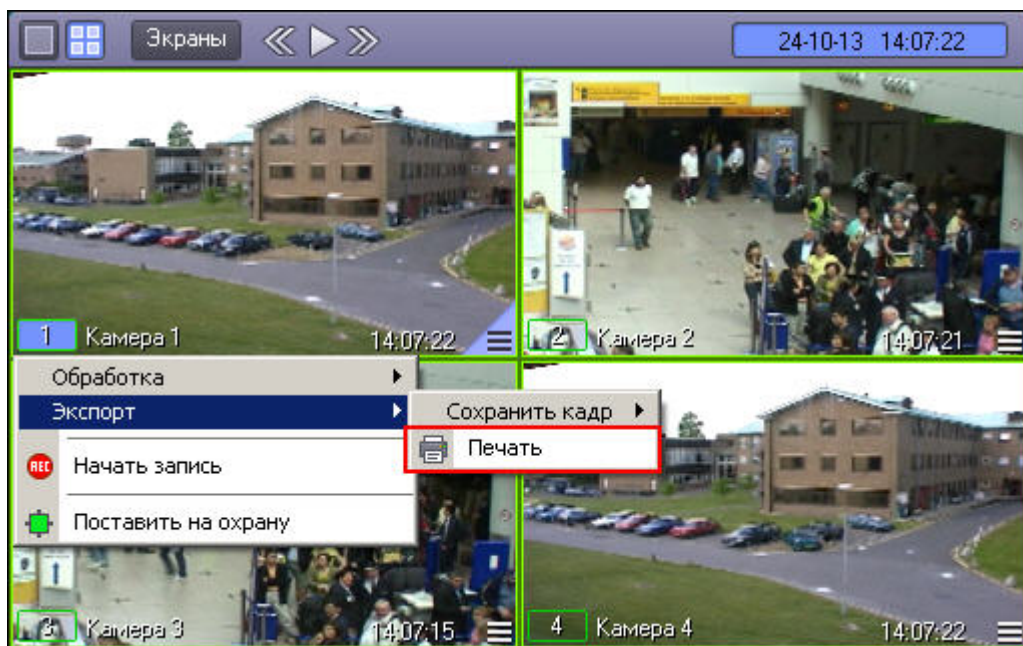 Экраны
24-10-13 14:07:22
1 Камера 1 14:07:22
2 Камера 2 14:07:21
Обработка
Экспорт
Сохранить кадр
Печать
REC Начать запись
Поставить на охрану
3 Камера 3 14:07:15
4 Камера 4 14:07:22